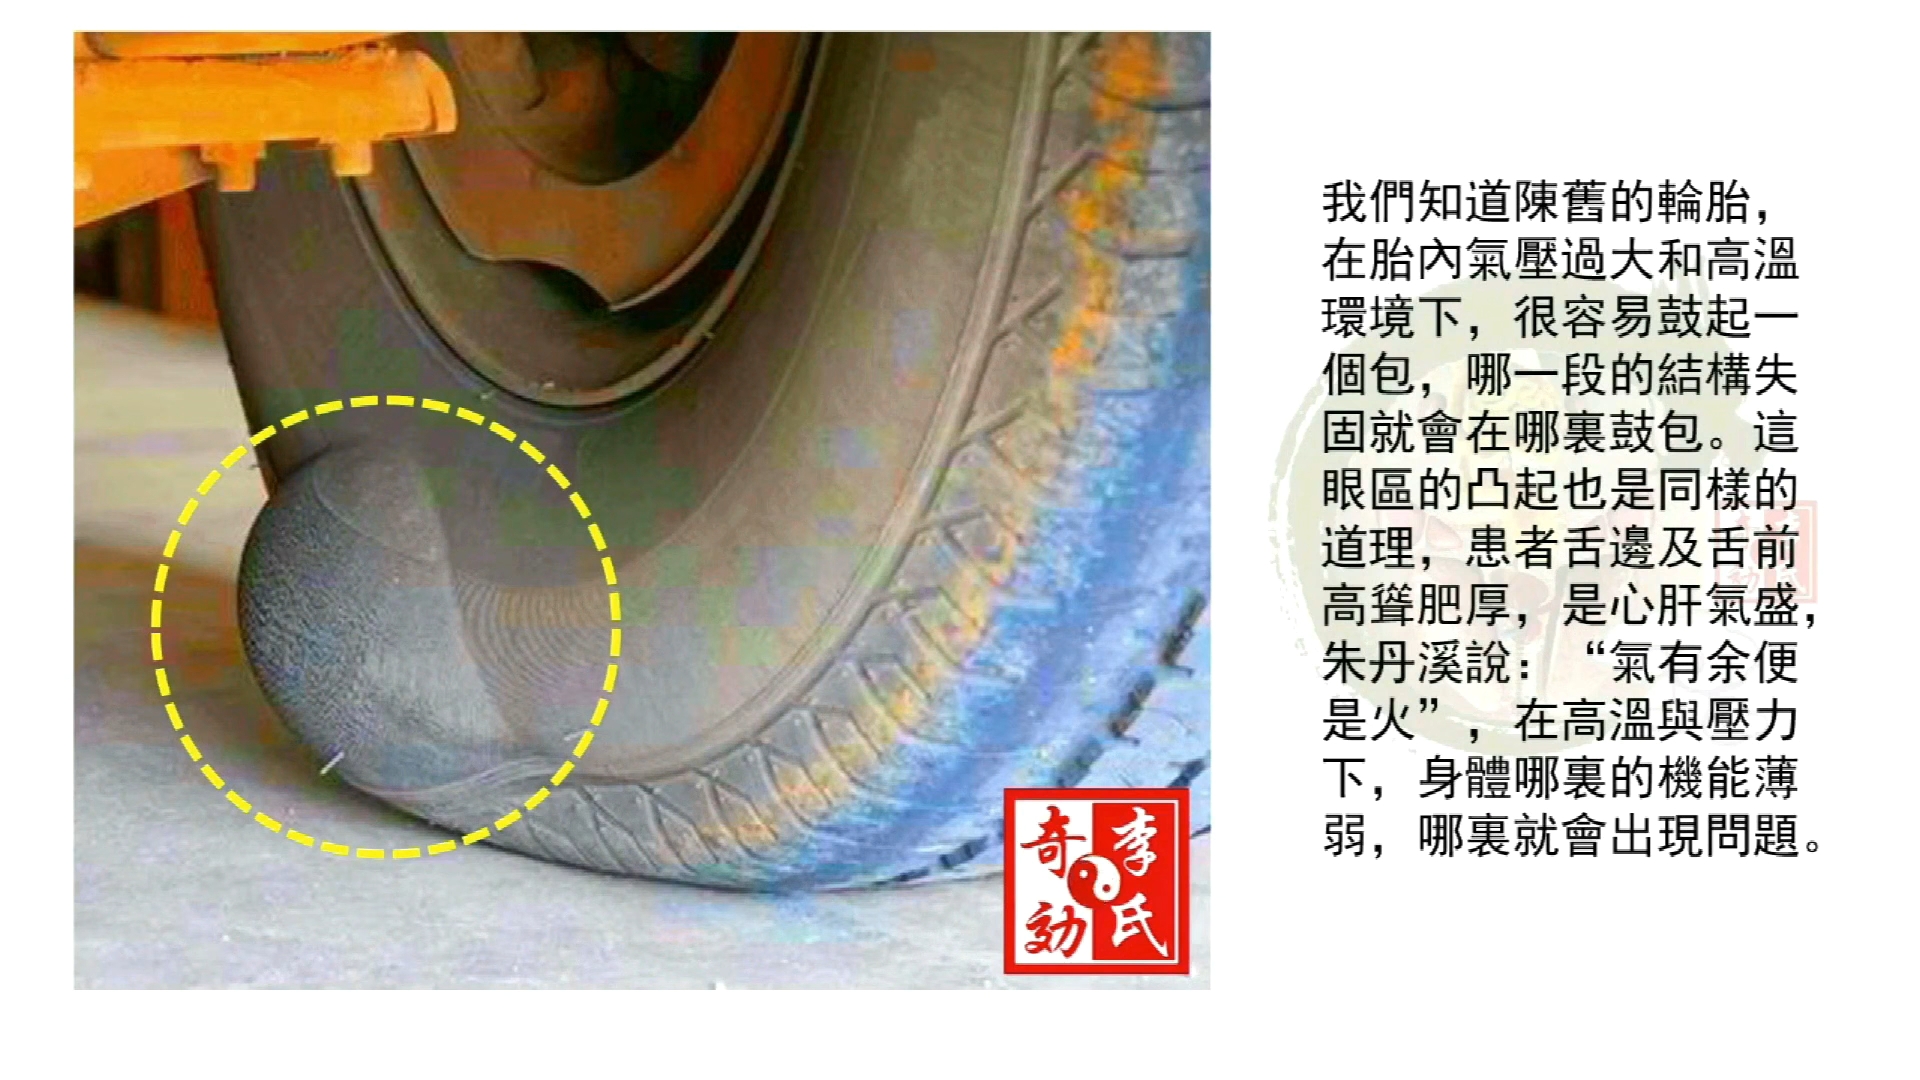 我們知道陳舊的輪胎，
在胎內氣壓過大和高溫
環境下，很容易鼓起一
個包，哪一段的結構失
固就會在哪裏鼓包。這
眼區的凸起也是同樣的
道理，患者舌邊及舌前
高聳肥厚，是心肝氣盛，
朱丹溪說：“氣有余便
是火”，在高溫與壓力
下，身體哪裏的機能薄
弱，哪裏就會出現問題。
李氏
奇効